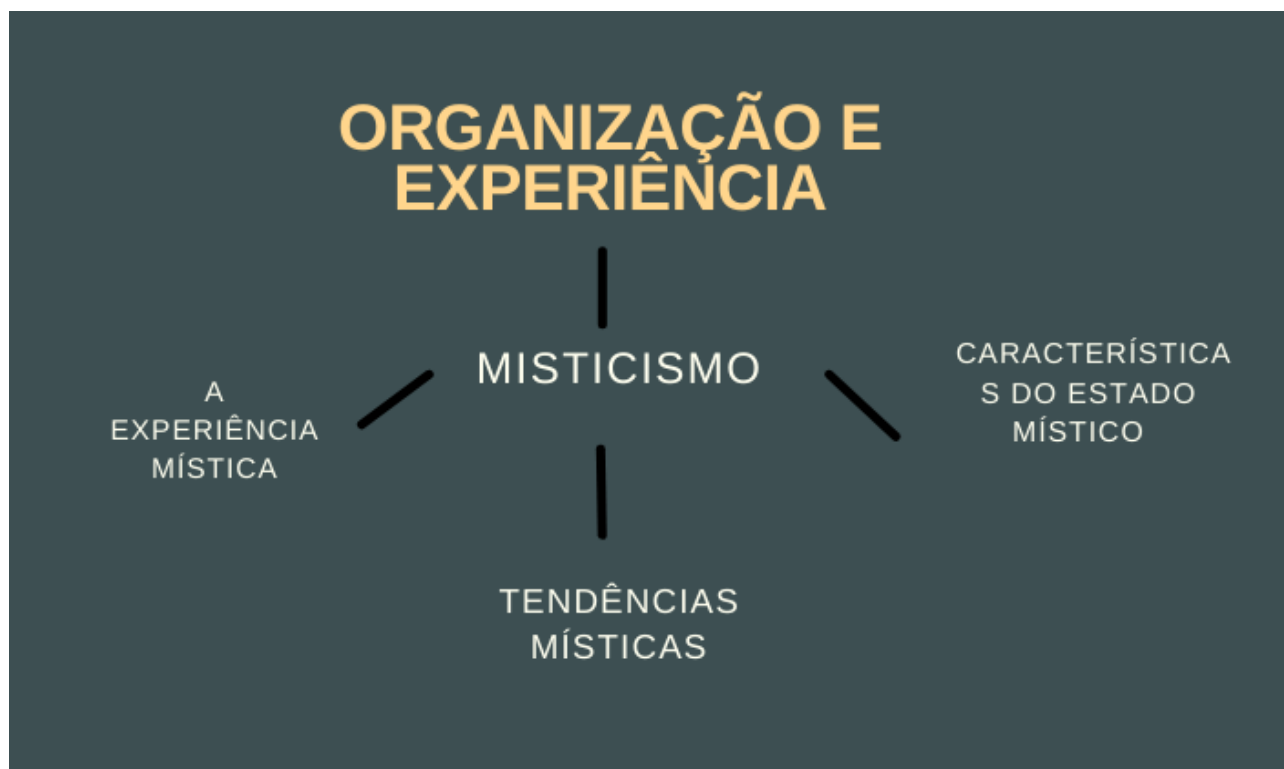 ORGANIZAÇÃO E
EXPERIÊNCIA
MISTICISMO
A
EXPERIÊNCIA
MÍSTICA
CARACTERÍSTICA
S DO ESTADO
MÍSTICO
TENDÊNCIAS
MÍSTICAS